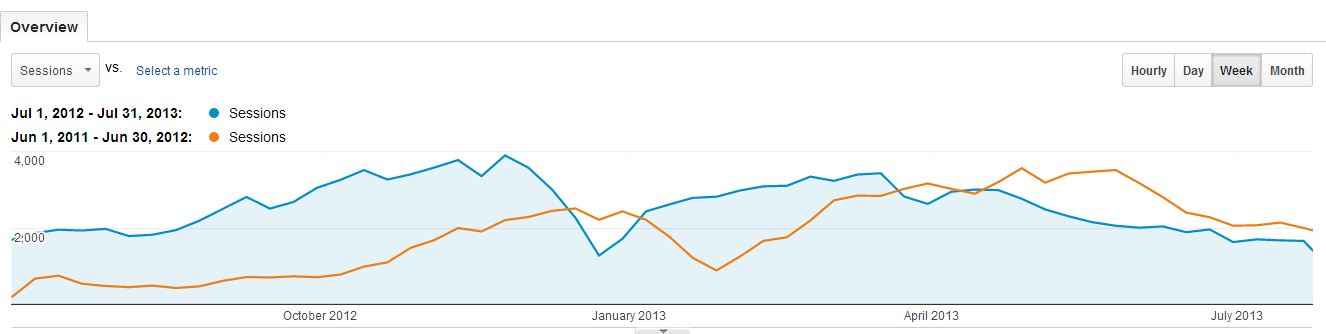 Overview
Sessions vs. Select a metric
Hourly Day Week Month
Jul 1, 2012 - Jul 31, 2013: Sessions
Jun 1, 2011 - Jun 30, 2012: Sessions
4,000
2,000
October 2012 January 2013 April 2013 July 2013